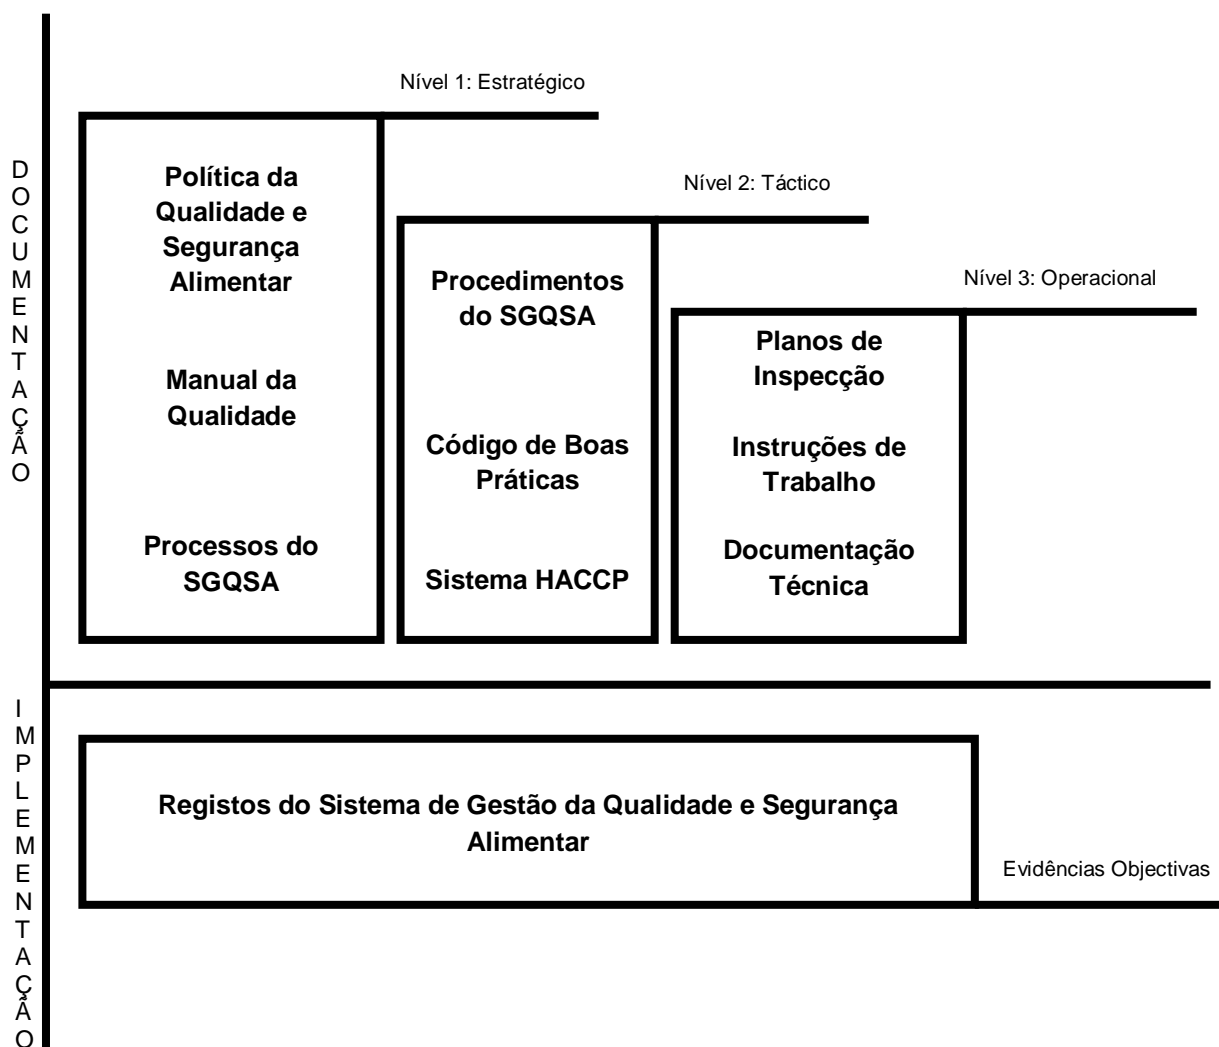 DOCUMENTAÇÃO
Nível 1: Estratégico
Política da
Qualidade e
Segurança
Alimentar
Manual da
Qualidade
Processos do
SGQSA
Nível 2: Táctico
Procedimentos
do SGQSA
Código de Boas
Práticas
Sistema HACCP
Nível 3: Operacional
Planos de
Inspecção
Instruções de
Trabalho
Documentação
Técnica
IMPLEMENTAÇÃO
Registos do Sistema de Gestão da Qualidade e Segurança
Alimentar
Evidências Objectivas